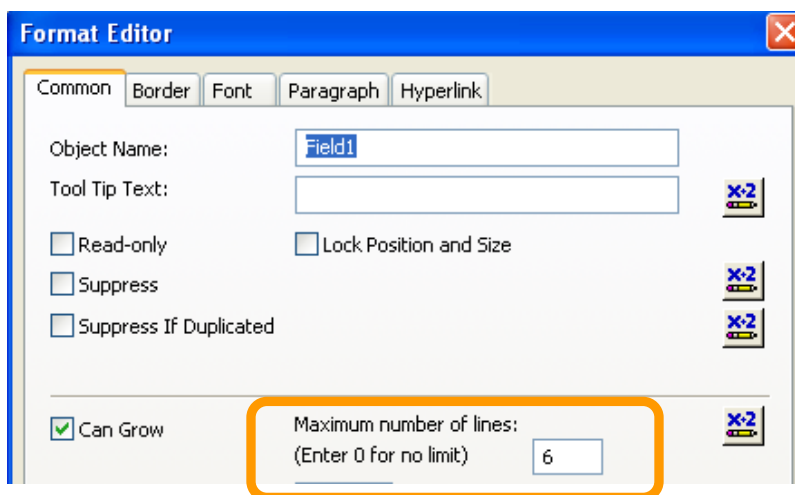 Format Editor
Common Border Font Paragraph Hyperlink
Object Name: Field1
Tool Tip Text: X+2
Read-only Lock Position and Size
Suppress X+2
Suppress If Duplicated X+2
Can Grow Maximum number of lines: X+2
(Enter 0 for no limit) 6